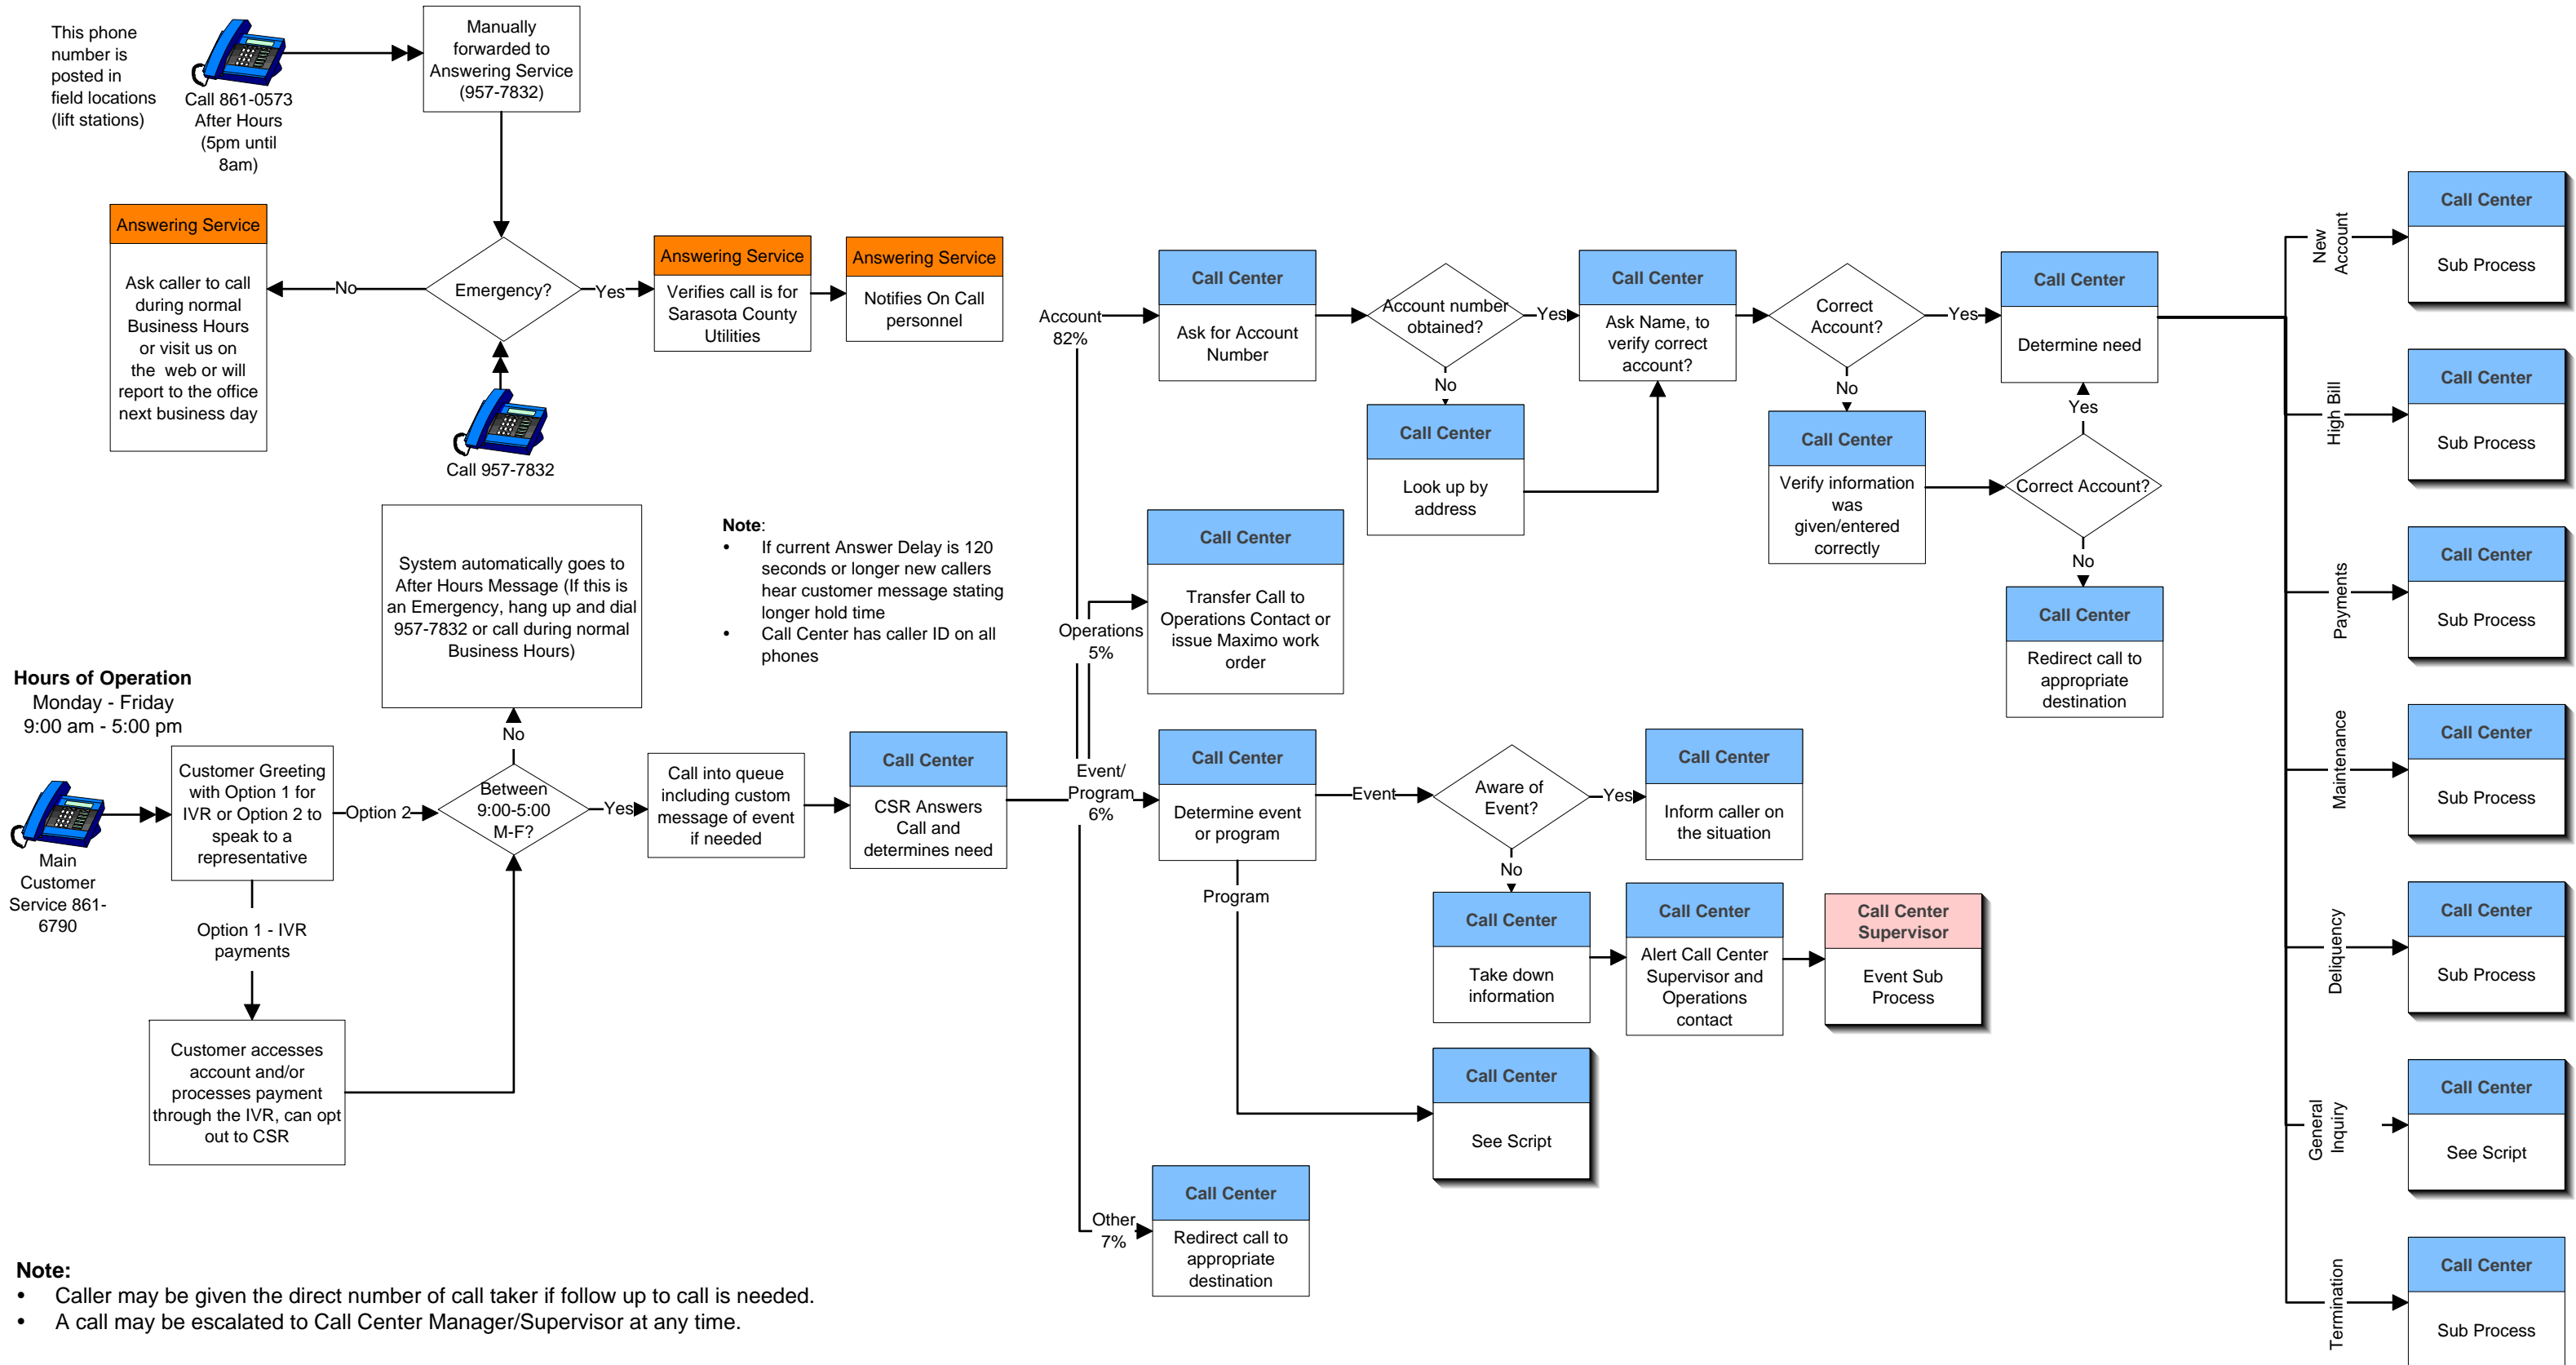 This phone
number is
posted in
field locations
(lift stations)
Call 861-0573
After Hours
(5pm until
8am)
Manually
forwarded to
Answering Service
(957-7832)
Answering Service
Ask caller to call
during normal
Business Hours
or visit us on
the web or will
report to the office
next business day
No
Emergency?
Yes
Answering Service
Verifies call is for
Sarasota County
Utilities
Answering Service
Notifies On Call
personnel
Call 957-7832
System automatically goes to
After Hours Message (If this is
an Emergency, hang up and dial
957-7832 or call during normal
Business Hours)
Note:
• If current Answer Delay is 120
seconds or longer new callers
hear customer message stating
longer hold time
• Call Center has caller ID on all
phones
Hours of Operation
Monday - Friday
9:00 am - 5:00 pm
Main
Customer
Service 861-
6790
Customer Greeting
with Option 1 for
IVR or Option 2 to
speak to a
representative
Option 2
No
Between
9:00-5:00
M-F?
Yes
Call into queue
including custom
message of event
if needed
Call Center
CSR Answers
Call and
determines need
Option 1 - IVR
payments
Customer accesses
account and/or
processes payment
through the IVR, can opt
out to CSR
Account
82%
Call Center
Ask for Account
Number
Account number
obtained?
Yes
No
Call Center
Look up by
address
Call Center
Ask Name, to
verify correct
account?
Correct
Account?
Yes
No
Call Center
Verify information
was
given/entered
correctly
Call Center
Determine need
Yes
Correct Account?
No
Call Center
Redirect call to
appropriate
destination
Operations
5%
Call Center
Transfer Call to
Operations Contact or
issue Maximo work
order
Event/
Program
6%
Call Center
Determine event
or program
Event
Aware of
Event?
Yes
Call Center
Inform caller on
the situation
No
Call Center
Take down
information
Call Center
Alert Call Center
Supervisor and
Operations
contact
Call Center
Supervisor
Event Sub
Process
Program
Call Center
See Script
Other
7%
Call Center
Redirect call to
appropriate
destination
New
Account
Call Center
Sub Process
High Bill
Call Center
Sub Process
Payments
Call Center
Sub Process
Maintenance
Call Center
Sub Process
Deliquency
Call Center
Sub Process
General
Inquiry
Call Center
See Script
Termination
Call Center
Sub Process
Note:
• Caller may be given the direct number of call taker if follow up to call is needed.
• A call may be escalated to Call Center Manager/Supervisor at any time.